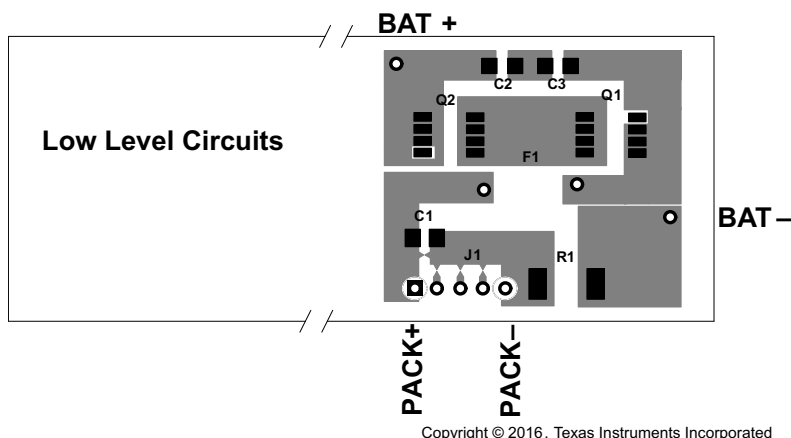 BAT +
C2 C3
Q2 Q1
Low Level Circuits
F1
C1
BAT –
J1 R1
PACK+ PACK–
Copyright © 2016, Texas Instruments Incorporated